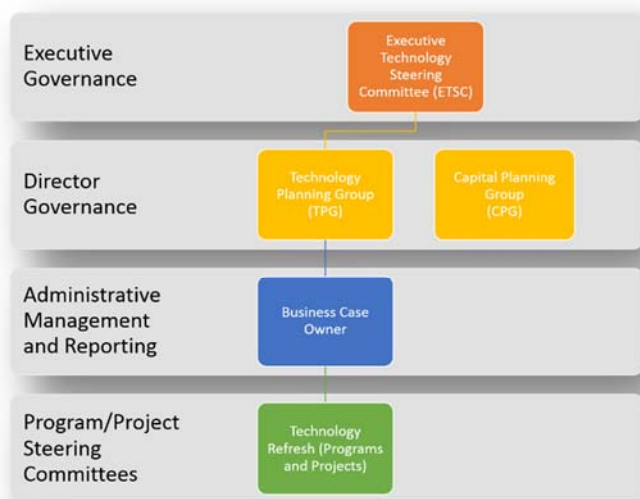 Executive
Governance
Executive
Technology
Steering
Committee (ETSC)
Director
Governance
Technology
Planning Group
(TPG)
Capital Planning
Group
(CPG)
Administrative
Management
and Reporting
Business Case
Owner
Program/Project
Steering
Committees
Technology
Refresh (Programs
and Projects)